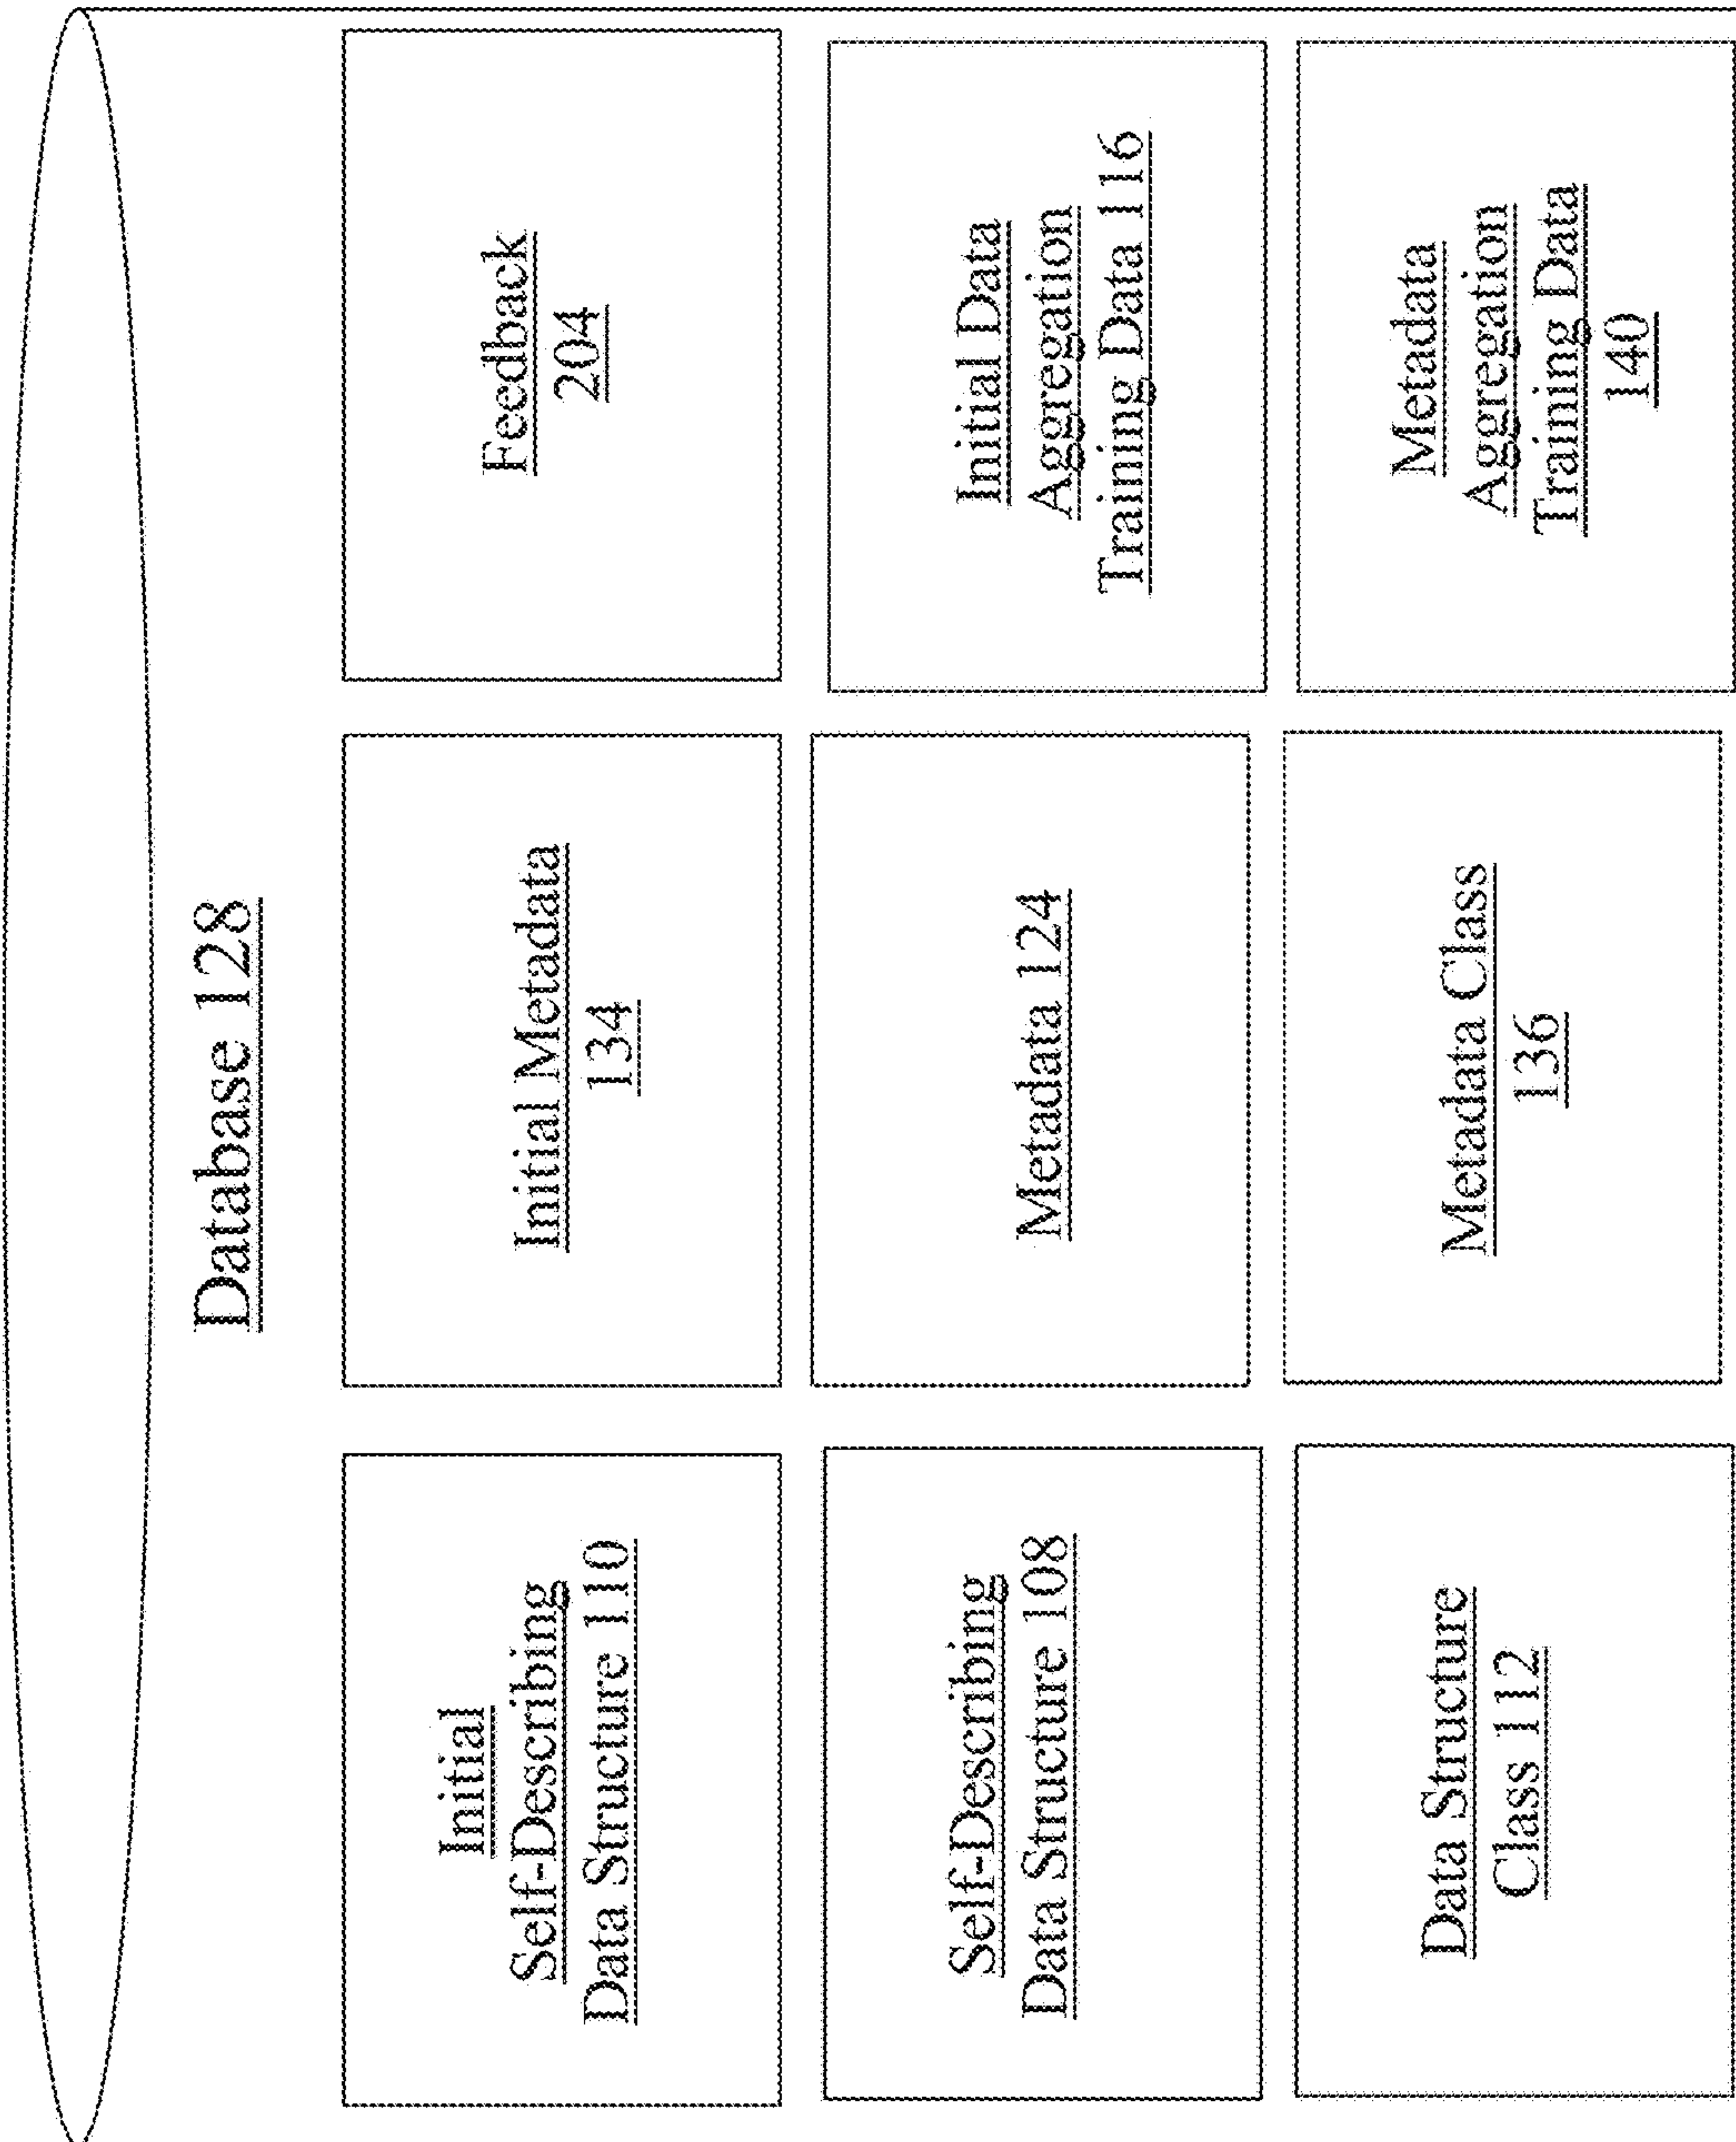 Database 128
Initial
Self-Describing
Data Structure 110
Initial Metadata
134
Feedback
204
Self-Describing
Data Structure 108
Metadata 124
Initial Data
Aggregation
Training Data 116
Data Structure
Class 112
Metadata Class
136
Metadata
Aggregation
Training Data
140